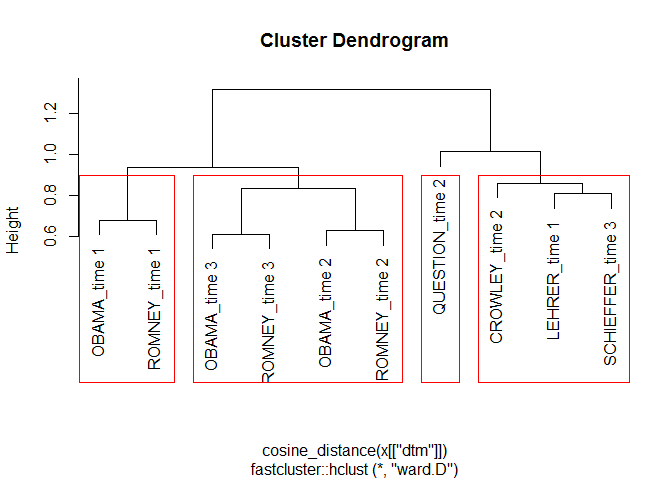 Cluster Dendrogram
Height
1.2
1.0
0.8
0.6
OBAMA_time 1
ROMNEY_time 1
OBAMA_time 3
ROMNEY_time 3
OBAMA_time 2
ROMNEY_time 2
QUESTION_time 2
CROWLEY_time 2
LEHRER_time 1
SCHIEFFER_time 3
cosine_distance(x[["dtm"]])
fastcluster::hclust (*, "ward.D")